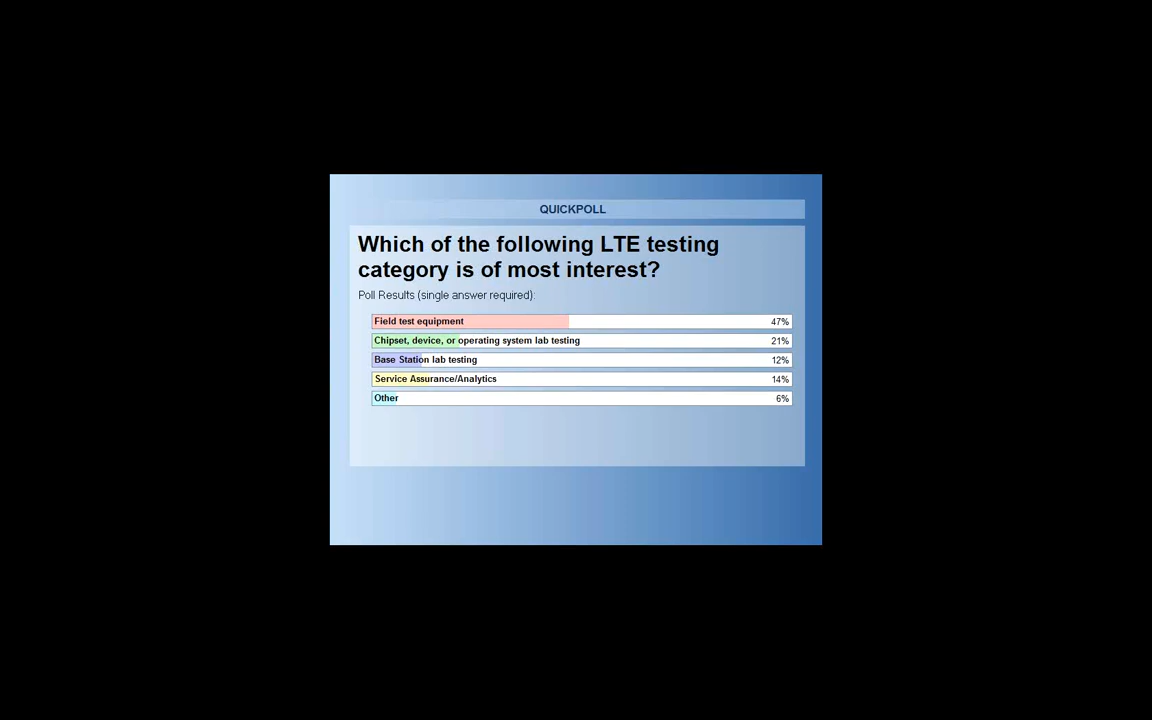 QUICKPOLL
Which of the following LTE testing
category is of most interest?
Poll Results (single answer required):
Field test equipment 47%
Chipset, device, or operating system lab testing 21%
Base Station lab testing 12%
Service Assurance/Analytics 14%
Other 6%